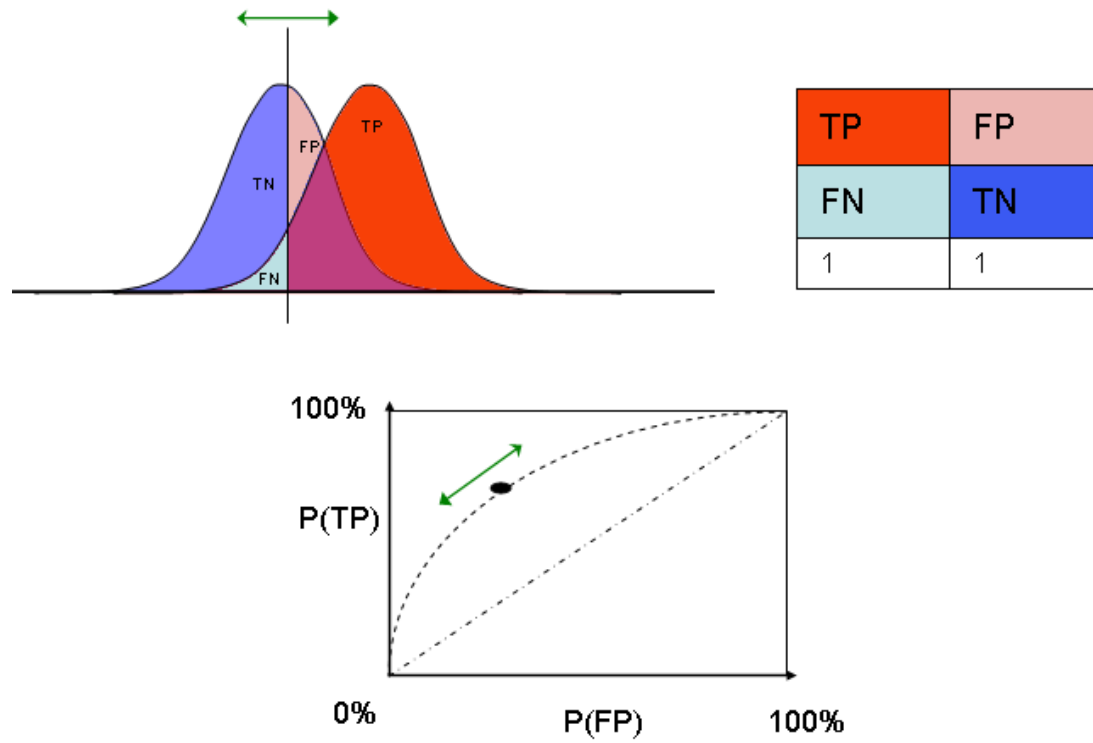 TP
FP
TN
FN
TP FP
FN TN
1 1
100%
P(TP)
0%
P(FP)
100%